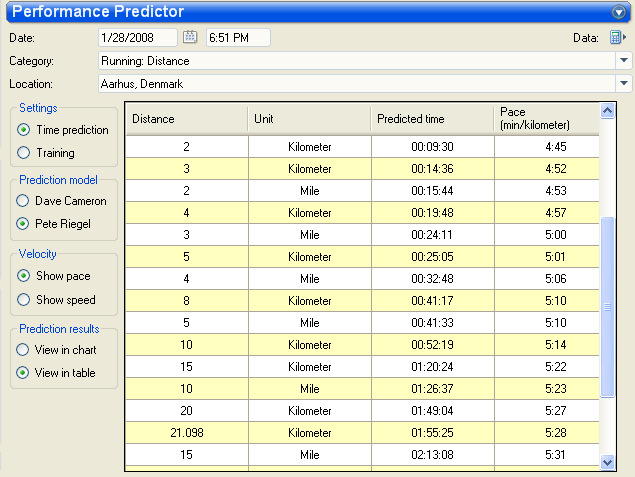 Performance Predictor
Date: 1/28/2008 6:51 PM Data:
Category: Running: Distance
Location: Aarhus, Denmark
Settings
Time prediction
Training
Prediction model
Dave Cameron
Pete Riegel
Velocity
Show pace
Show speed
Prediction results
View in chart
View in table
Distance Unit Predicted time Pace (min/kilometer)
2 Kilometer 00:09:30 4:45
3 Kilometer 00:14:36 4:52
2 Mile 00:15:44 4:53
4 Kilometer 00:19:48 4:57
3 Mile 00:24:11 5:00
5 Kilometer 00:25:05 5:01
4 Mile 00:32:48 5:06
8 Kilometer 00:41:17 5:10
5 Mile 00:41:33 5:10
10 Kilometer 00:52:19 5:14
15 Kilometer 01:20:24 5:22
10 Mile 01:26:37 5:23
20 Kilometer 01:49:04 5:27
21.098 Kilometer 01:55:25 5:28
15 Mile 02:13:08 5:31